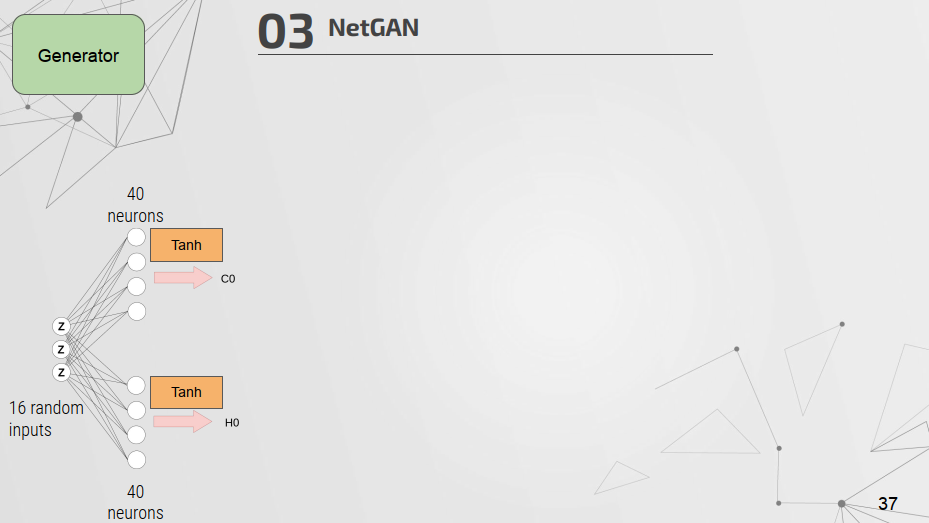 Generator
03 NetGAN
40
neurons
Tanh
C0
Z
Z
Z
Tanh
16 random
inputs
H0
40
neurons
37